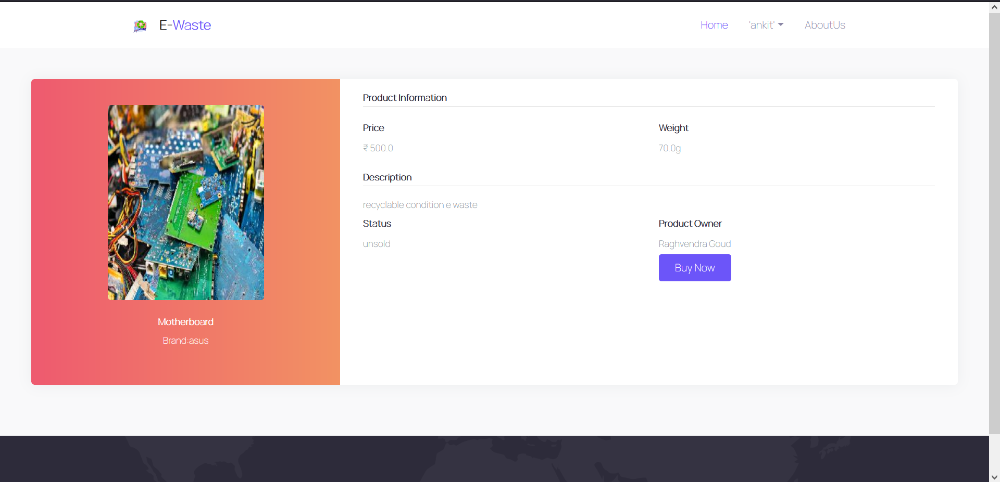 E-Waste
Home
'ankit'
AboutUs
Product Information
Price
Weight
₹ 500.0
70.0g
Description
recyclable condition e waste
Status
Product Owner
unsold
Raghvendra Goud
Buy Now
Motherboard
Brand:asus